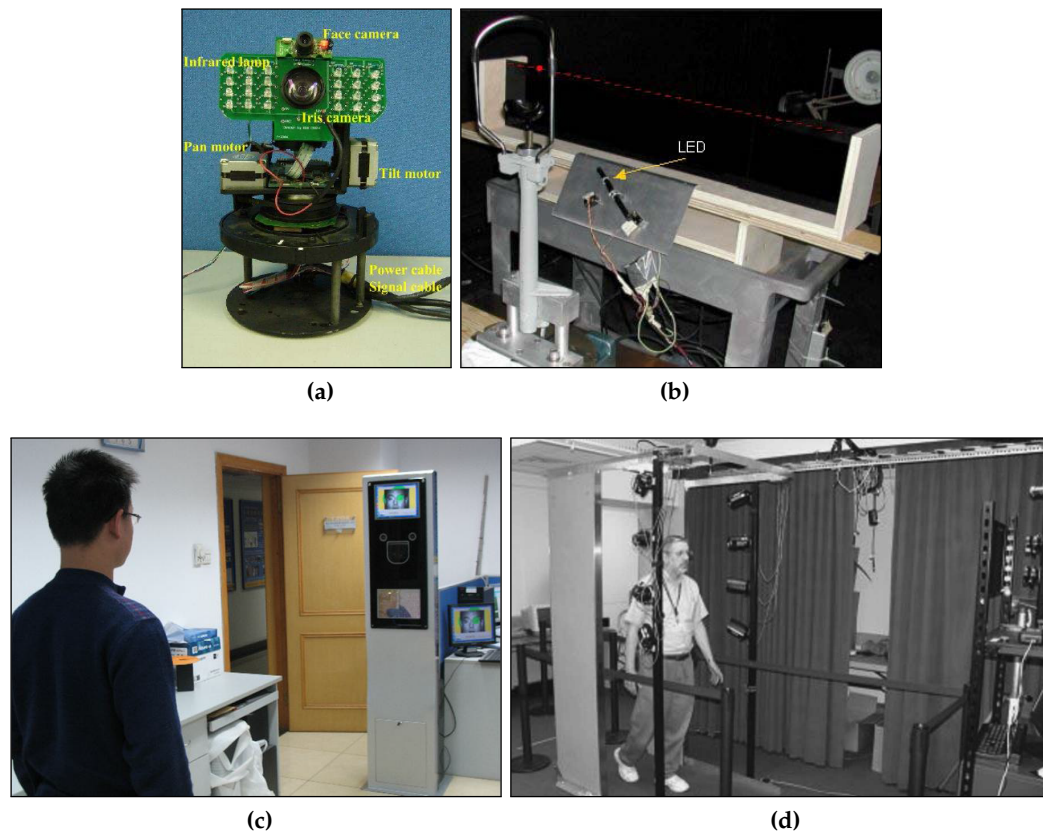 Face camera
Infrared lamp
Iris camera
Pan motor
Tilt motor
Power cable
Signal cable
(a)
LED
(b)
(c)
(d)